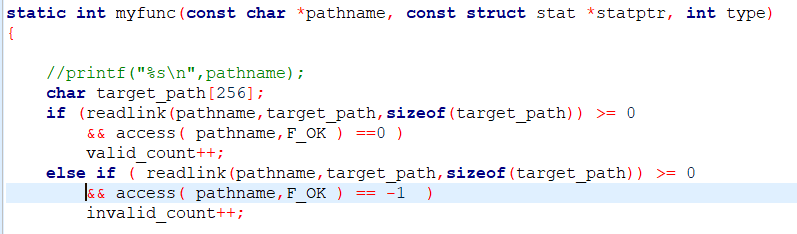 static int myfunc(const char *pathname, const struct stat *statptr, int type)
{
//printf("%s\n",pathname);
char target_path[256];
if (readlink(pathname,target_path,sizeof(target_path)) >= 0
&& access( pathname,F_OK ) ==0 )
valid_count++;
else if ( readlink(pathname,target_path,sizeof(target_path)) >= 0
&& access( pathname,F_OK ) == -1  )
invalid_count++;